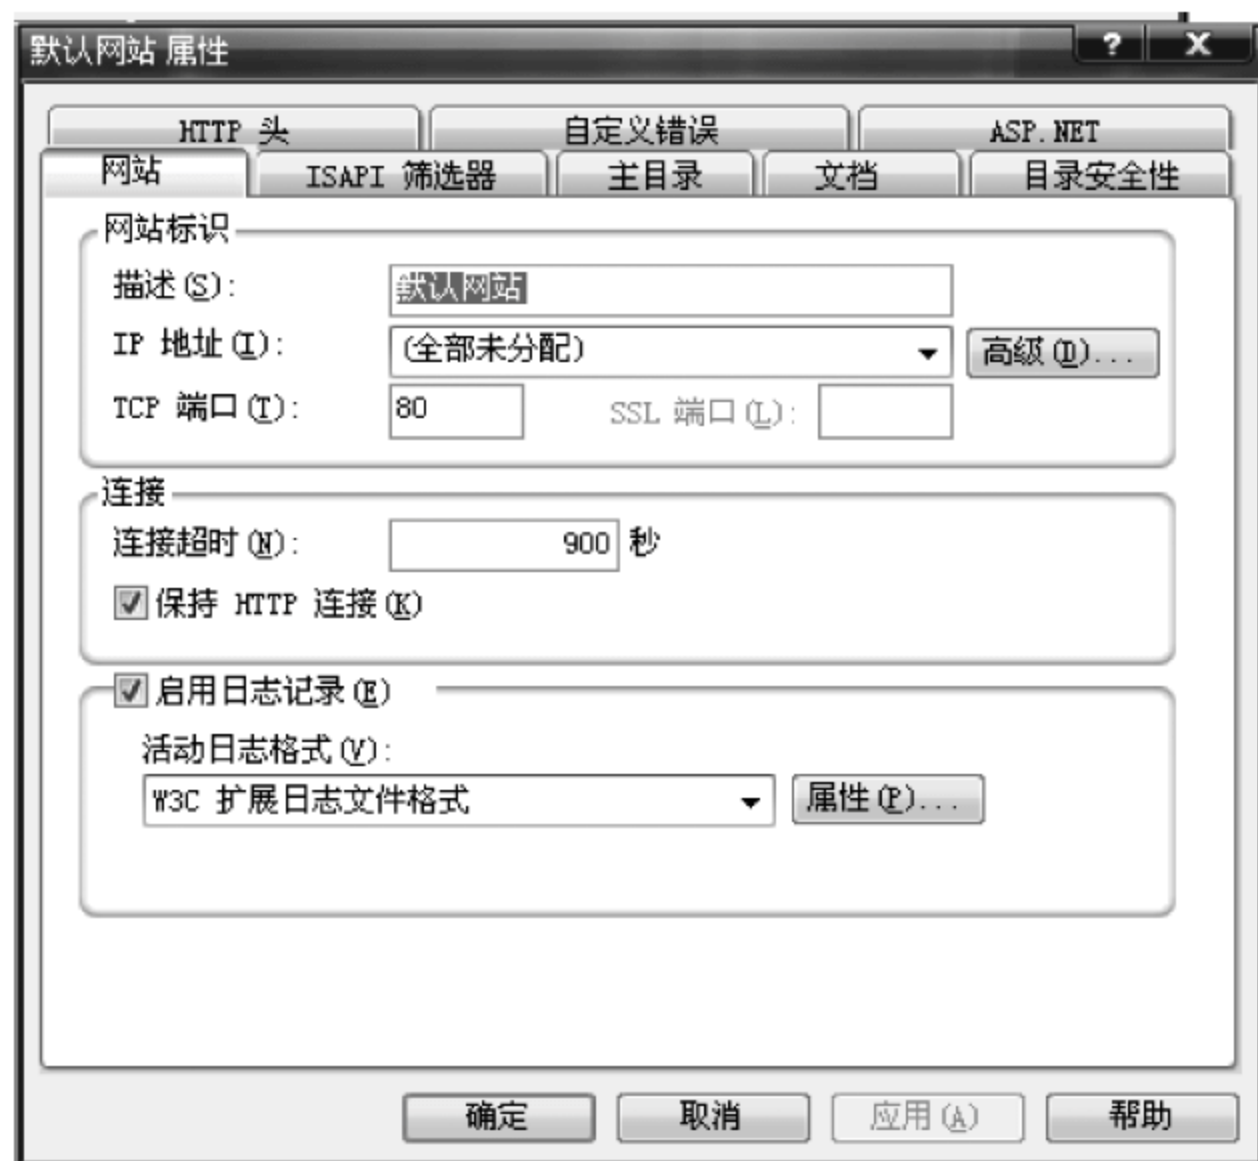 默认网站 属性
? X
HTTP 头 自定义错误 ASP.NET
网站 ISAPI 筛选器 主目录 文档 目录安全性
网站标识
描述(S): 默认网站
IP 地址(I): (全部未分配) 高级(D)...
TCP 端口(T): 80 SSL 端口(L):
连接
连接超时(N): 900 秒
保持 HTTP 连接(K)
启用日志记录(E)
活动日志格式(V):
W3C 扩展日志文件格式 属性(P)...
确定 取消 应用(A) 帮助